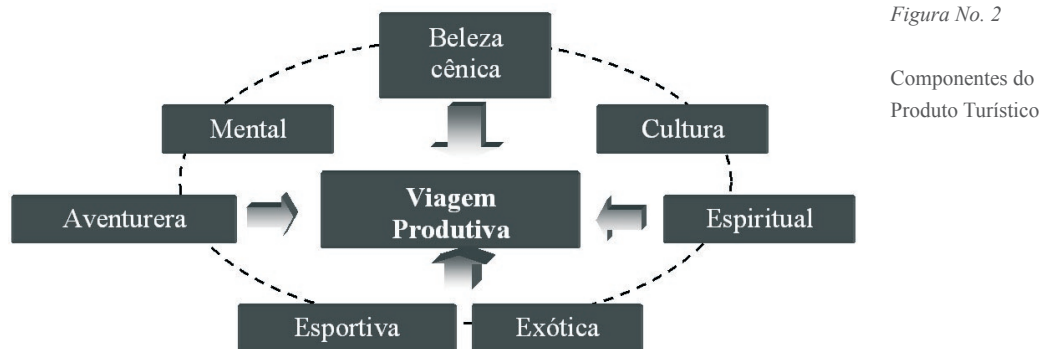 Figura No. 2
Componentes do
Produto Turístico
Beleza
cênica
Mental
Cultura
Aventurera
Viagem
Produtiva
Espiritual
Esportiva
Exótica